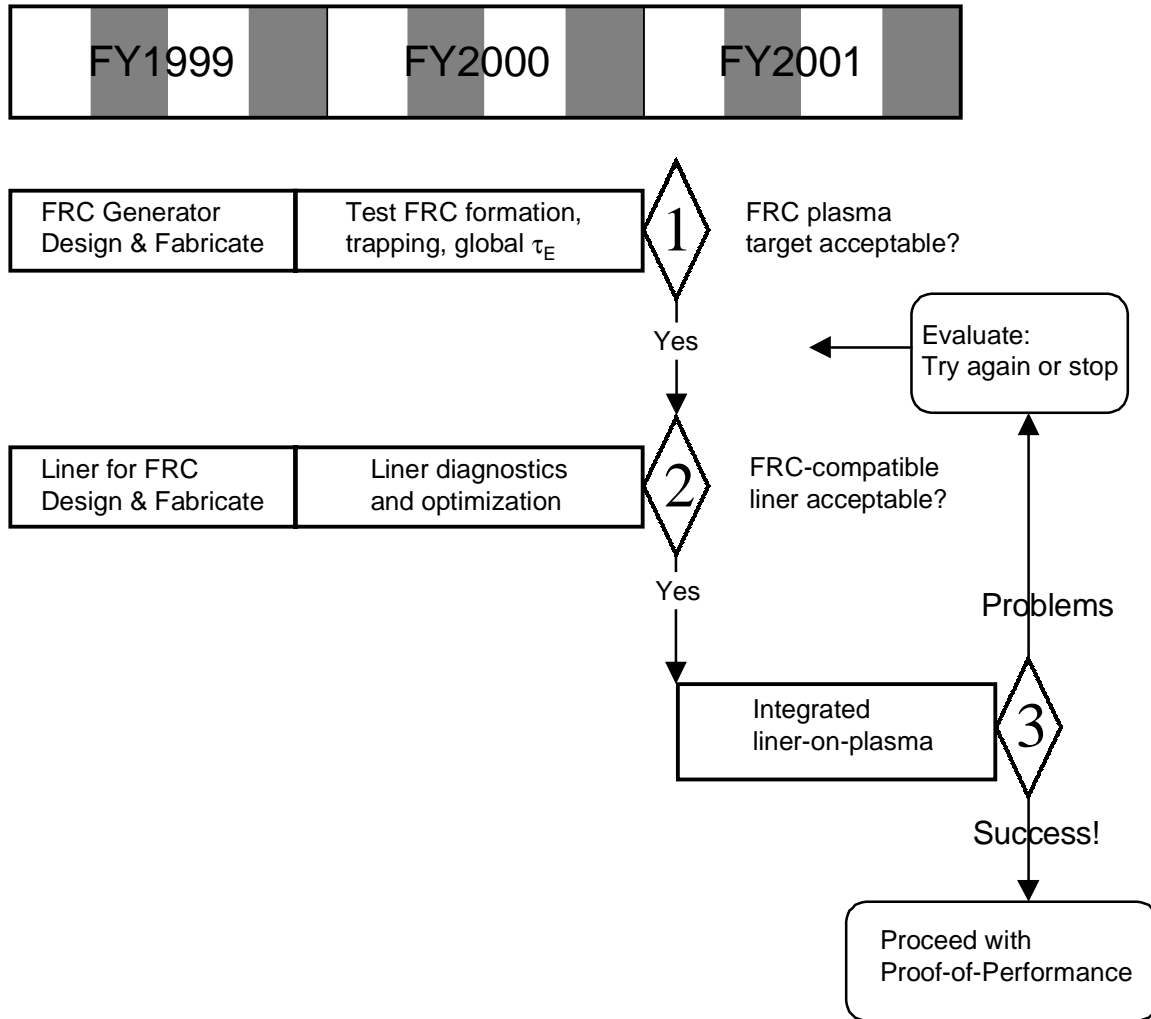 FY1999 FY2000 FY2001
FRC Generator
Design & Fabricate
Test FRC formation,
trapping, global τE
1
FRC plasma
target acceptable?
Yes
Evaluate:
Try again or stop
Liner for FRC
Design & Fabricate
Liner diagnostics
and optimization
2
FRC-compatible
liner acceptable?
Yes
Problems
Integrated
liner-on-plasma
3
Success!
Proceed with
Proof-of-Performance